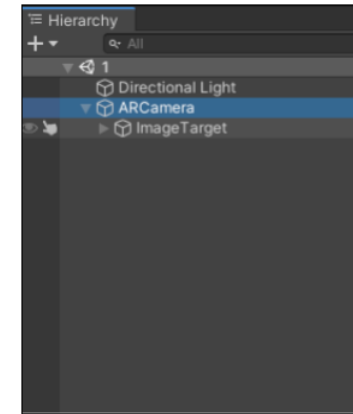 Hierarchy
All
1
Directional Light
ARCamera
ImageTarget